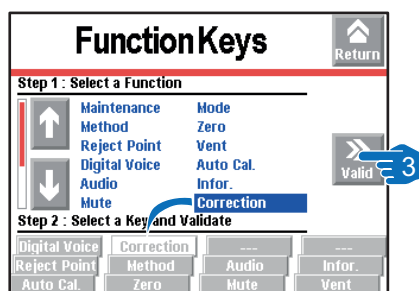 Function Keys
Return
Step 1 : Select a Function
Maintenance Mode
Method Zero
Reject Point Vent
Digital Voice Auto Cal.
Audio Infor.
Mute Correction
Valid
3
Step 2 : Select a Key and Validate
Digital Voice Correction --- ---
Reject Point Method Audio Infor.
Auto Cal. Zero Mute Vent